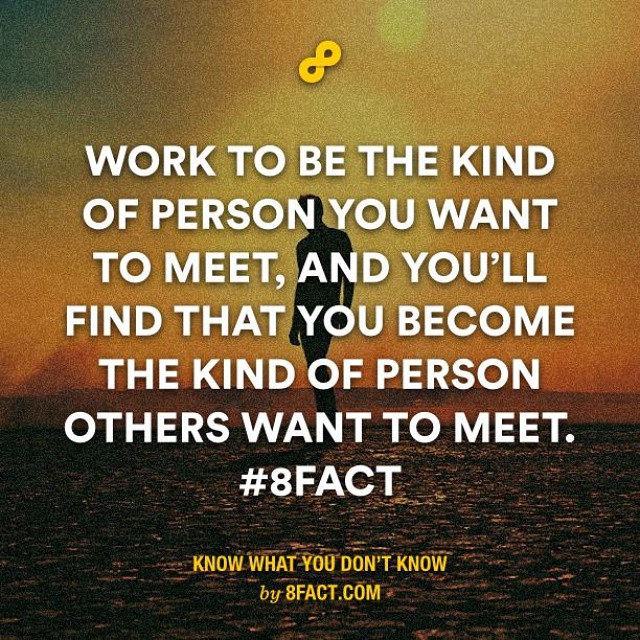 WORK TO BE THE KIND
OF PERSON YOU WANT
TO MEET, AND YOU’LL
FIND THAT YOU BECOME
THE KIND OF PERSON
OTHERS WANT TO MEET.
#8FACT
KNOW WHAT YOU DON’T KNOW
by 8FACT.COM